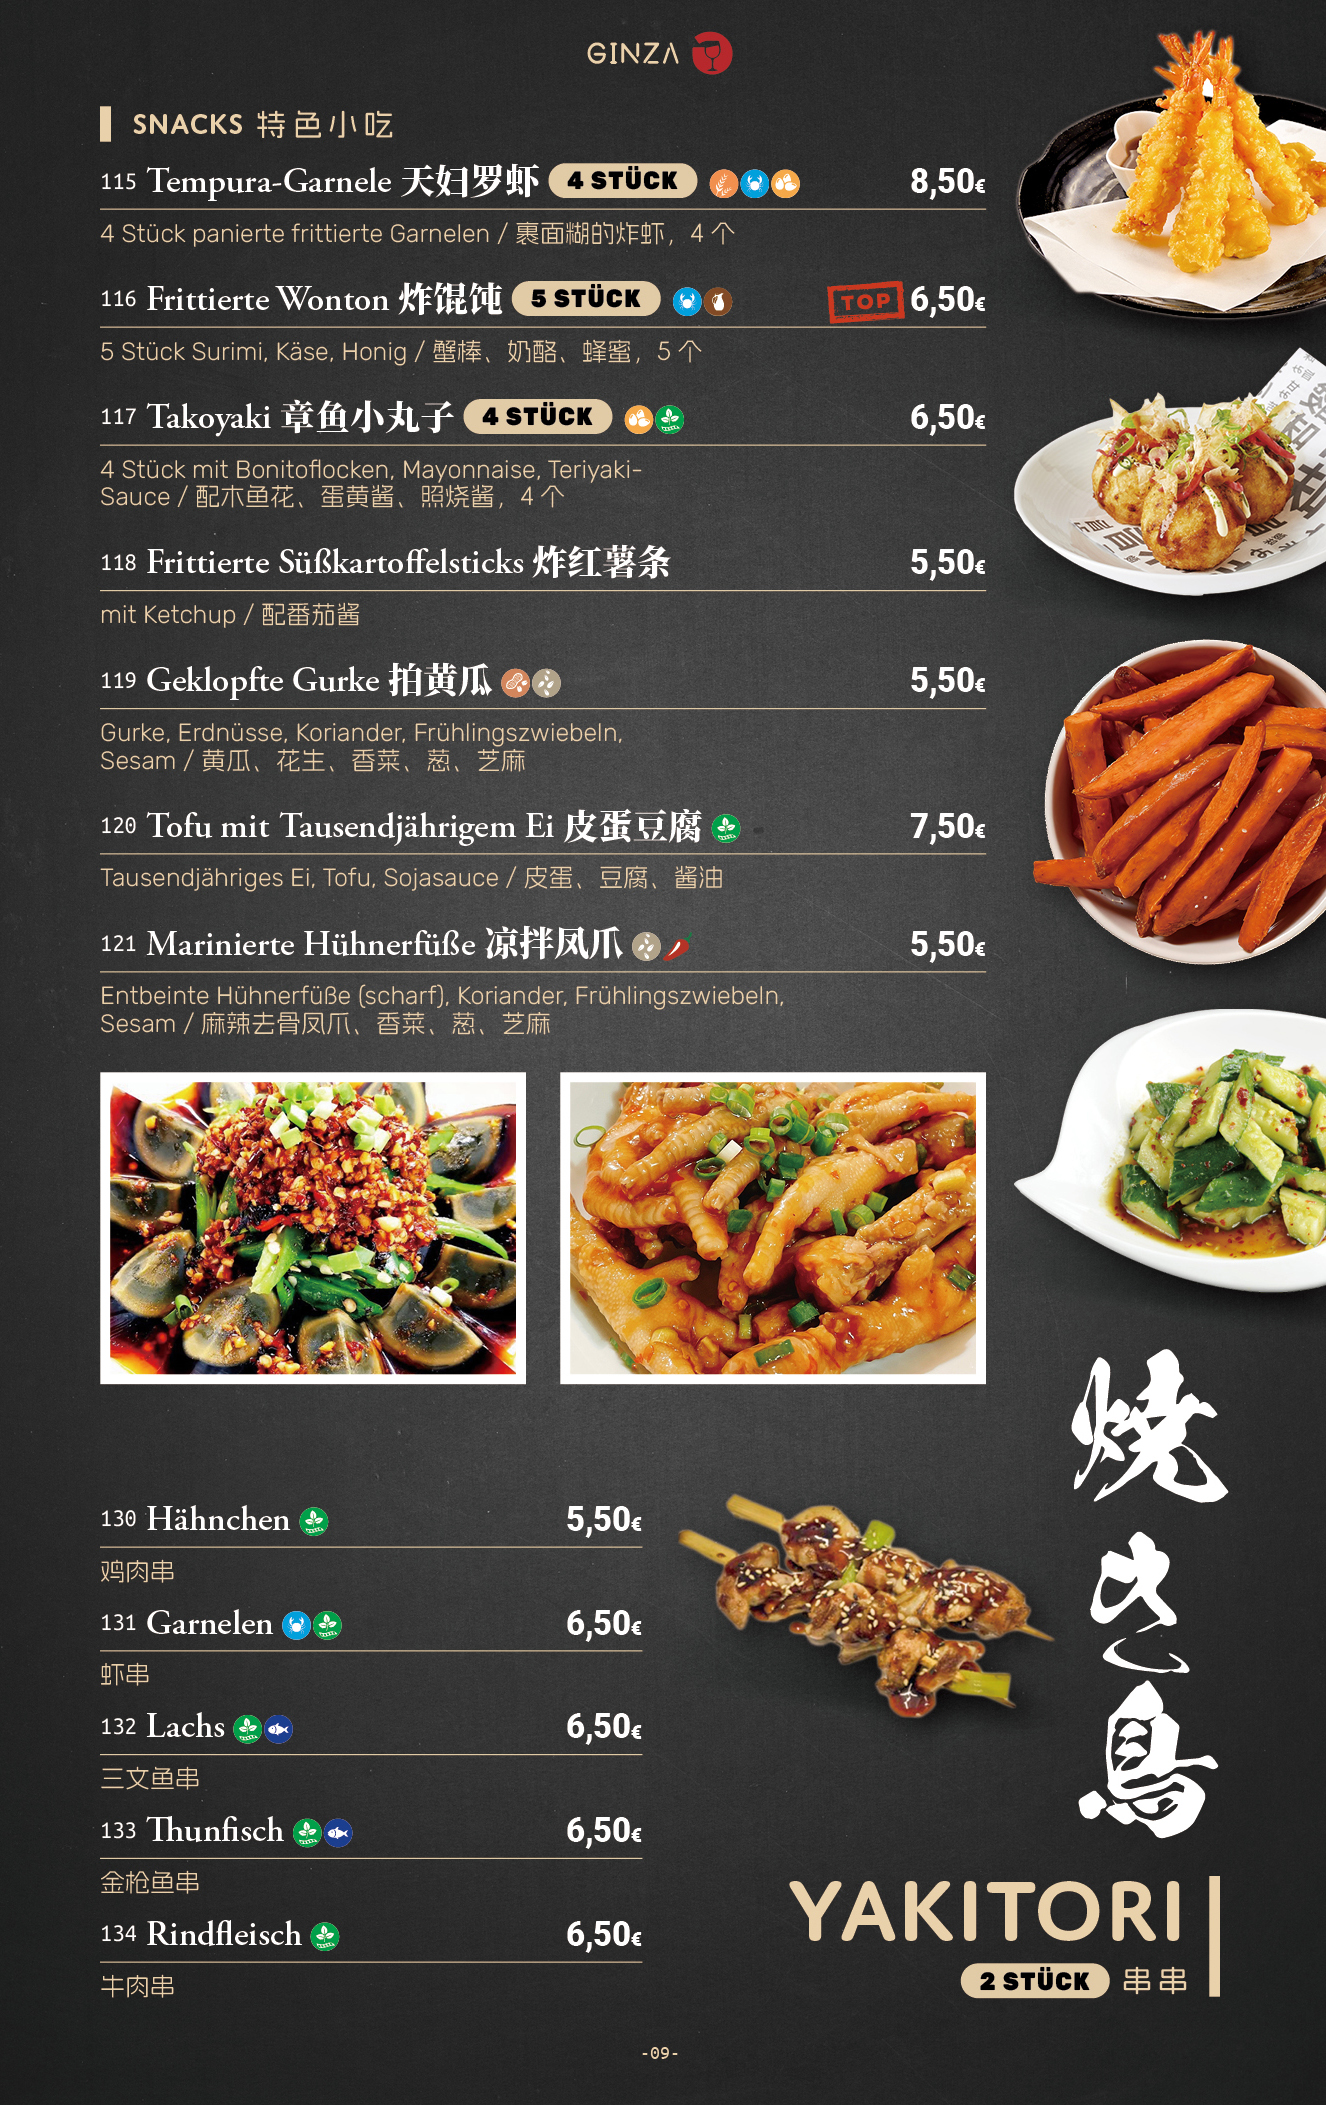 GINZA
SNACKS 特色小吃
115 Tempura-Garnele 天妇罗虾 4 STÜCK 8,50€
4 Stück panierte frittierte Garnelen / 裹面糊的炸虾, 4 个
116 Frittierte Wonton 炸馄饨 5 STÜCK TOP 6,50€
5 Stück Surimi, Käse, Honig / 蟹棒、奶酪、蜂蜜, 5 个
117 Takoyaki 章鱼小丸子 4 STÜCK 6,50€
4 Stück mit Bonitoflocken, Mayonnaise, Teriyaki-
Sauce / 配木鱼花、蛋黄酱、照烧酱, 4 个
118 Frittierte Süßkartoffelsticks 炸红薯条 5,50€
mit Ketchup / 配番茄酱
119 Geklopfte Gurke 拍黄瓜 5,50€
Gurke, Erdnüsse, Koriander, Frühlingszwiebeln,
Sesam / 黄瓜、花生、香菜、葱、芝麻
120 Tofu mit Tausendjährigem Ei 皮蛋豆腐 7,50€
Tausendjähriges Ei, Tofu, Sojasauce / 皮蛋、豆腐、酱油
121 Marinierte Hühnerfüße 凉拌凤爪 5,50€
Entbeinte Hühnerfüße (scharf), Koriander, Frühlingszwiebeln,
Sesam / 麻辣去骨凤爪、香菜、葱、芝麻
130 Hähnchen 5,50€
鸡肉串
131 Garnelen 6,50€
虾串
132 Lachs 6,50€
三文鱼串
133 Thunfisch 6,50€
金枪鱼串
134 Rindfleisch 6,50€
牛肉串
焼き鳥
YAKITORI
2 STÜCK 串串
-09-